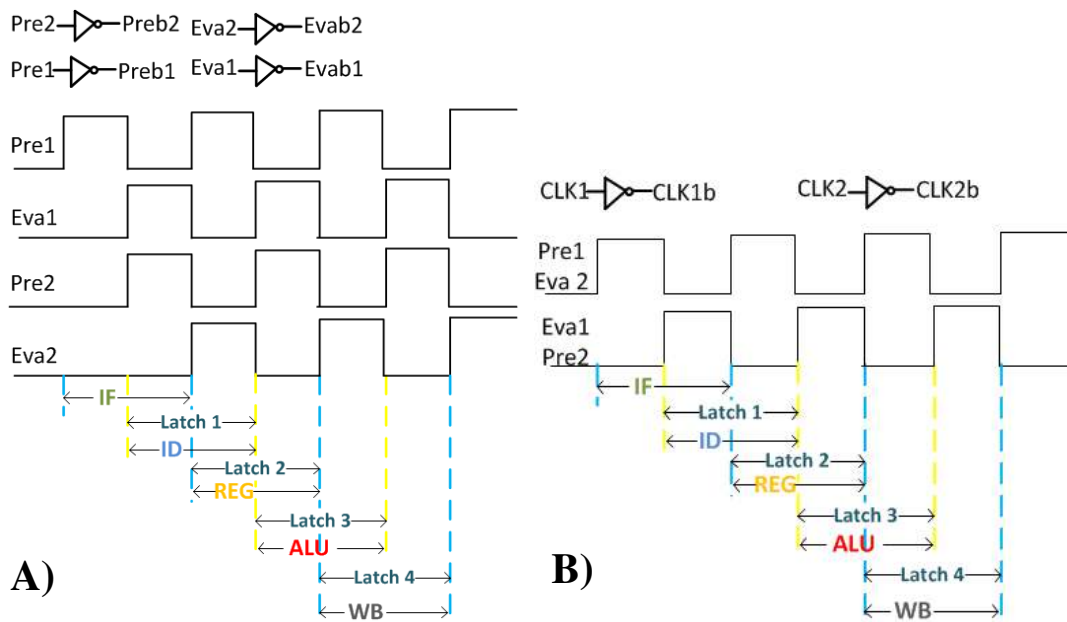 Pre2 Preb2 Eva2 Evab2
Pre1 Preb1 Eva1 Evab1
Pre1
Eva1
Pre2
Eva2
IF
Latch 1
ID
Latch 2
REG
Latch 3
ALU
Latch 4
WB
A)
CLK1 CLK1b CLK2 CLK2b
Pre1
Eva 2
Eva1
Pre2
IF
Latch 1
ID
Latch 2
REG
Latch 3
ALU
Latch 4
WB
B)